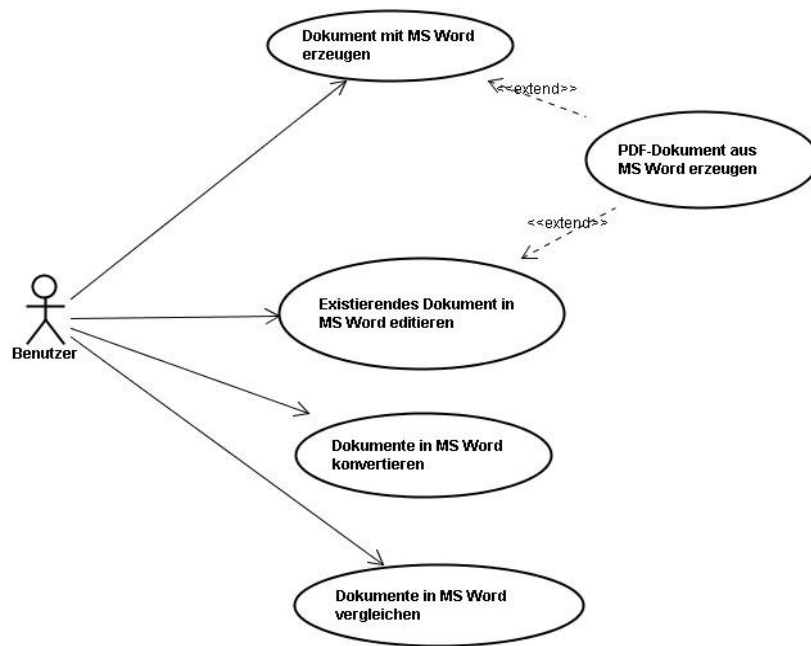 Dokument mit MS Word
erzeugen
<<extend>>
PDF-Dokument aus
MS Word erzeugen
<<extend>>
Existierendes Dokument in
MS Word editieren
Benutzer
Dokumente in MS Word
konvertieren
Dokumente in MS Word
vergleichen